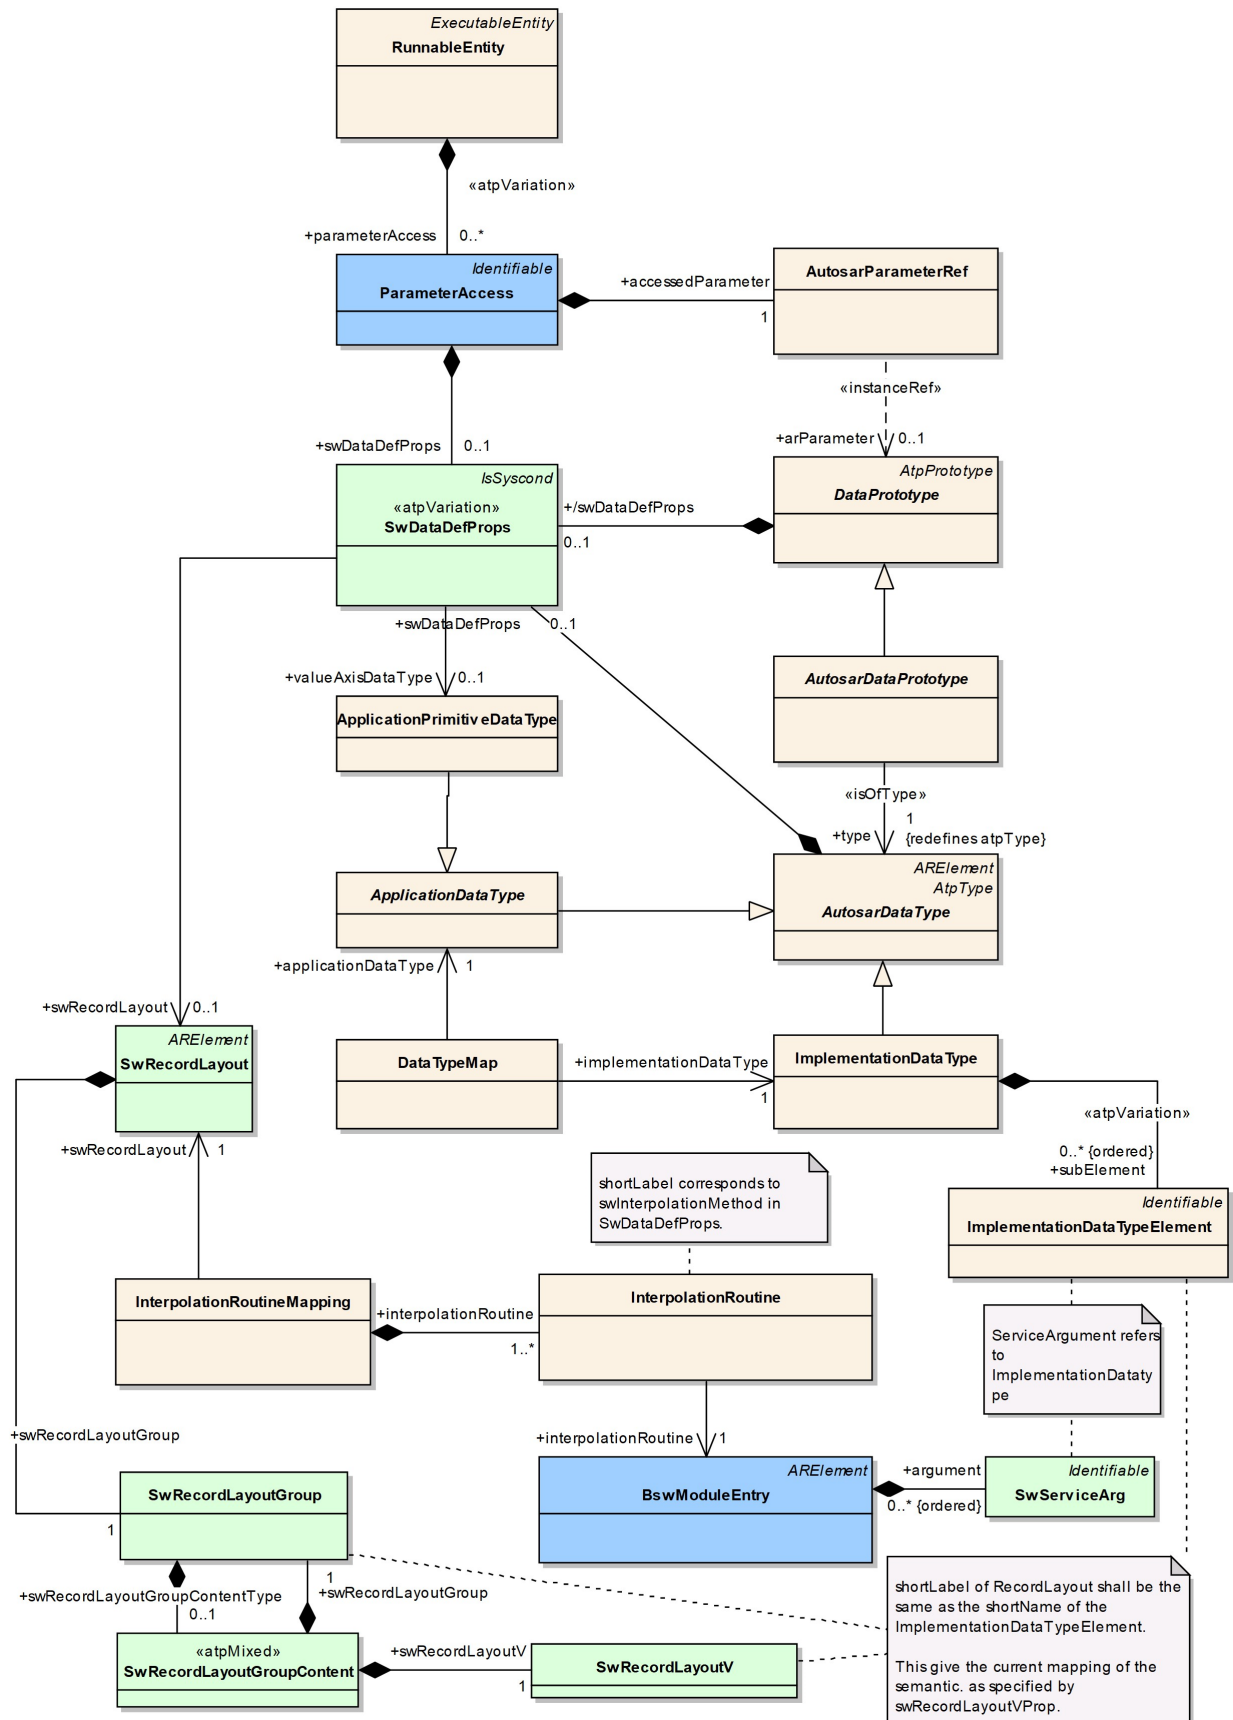 ExecutableEntity
RunnableEntity
«atpVariation»
+parameterAccess 0..*
Identifiable
ParameterAccess
+accessedParameter
1
AutosarParameterRef
«instanceRef»
+arParameter 0..1
+swDataDefProps 0..1
IsSyscond
«atpVariation»
SwDataDefProps
+/swDataDefProps
0..1
AtpPrototype
DataPrototype
+swDataDefProps 0..1
+valueAxisDataType 0..1
ApplicationPrimitiveDataType
AutosarDataPrototype
«isOfType»
1
+type {redefines atpType}
ApplicationDataType
ARElement
AtpType
AutosarDataType
+applicationDataType 1
+swRecordLayout 0..1
ARElement
SwRecordLayout
DataTypeMap
+implementationDataType
1
ImplementationDataType
«atpVariation»
0..* {ordered}
+subElement
+swRecordLayout 1
shortLabel corresponds to
swInterpolationMethod in
SwDataDefProps.
Identifiable
ImplementationDataTypeElement
InterpolationRoutineMapping
+interpolationRoutine
1..*
InterpolationRoutine
ServiceArgument refers
to
ImplementationDataty
pe
+swRecordLayoutGroup
1
+interpolationRoutine 1
ARElement
BswModuleEntry
+argument
0..* {ordered}
Identifiable
SwServiceArg
SwRecordLayoutGroup
+swRecordLayoutGroupContentType
0..1
1
+swRecordLayoutGroup
«atpMixed»
SwRecordLayoutGroupContent
+swRecordLayoutV
1
SwRecordLayoutV
shortLabel of RecordLayout shall be the
same as the shortName of the
ImplementationDataTypeElement.
This give the current mapping of the
semantic. as specified by
swRecordLayoutVProp.